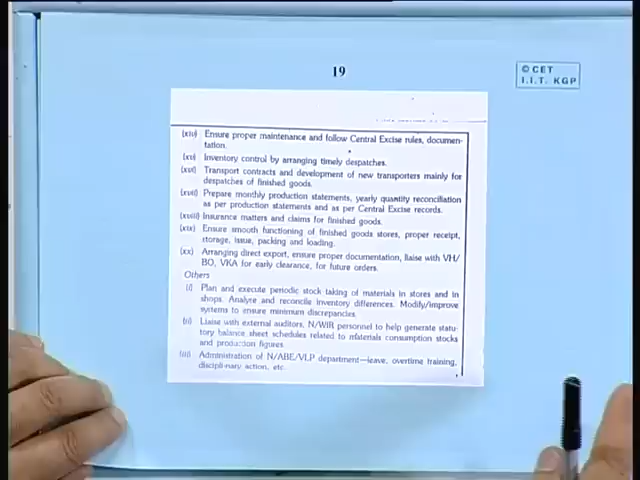 19
© CET
I.I.T. KGP
(xiv) Ensure proper maintenance and follow Central Excise rules, documen-
tation.
(xv) Inventory control by arranging timely despatches.
(xvi) Transport contracts and development of new transporters mainly for
despatches of finished goods.
(xvii) Prepare monthly production statements, yearly quantity reconciliation
as per production statements and as per Central Excise records.
(xviii) Insurance matters and claims for finished goods.
(xix) Ensure smooth functioning of finished goods stores, proper receipt,
storage, issue, packing and loading.
(xx) Arranging direct export, ensure proper documentation, liaise with VH/
BO, VKA for early clearance, for future orders.
Others
(i) Plan and execute periodic stock taking of materials in stores and in
shops. Analyse and reconcile inventory differences. Modify/improve
systems to ensure minimum discrepancies.
(ii) Liaise with external auditors, N/WIR personnel to help generate statu-
tory balance sheet schedules related to materials consumption stocks
and production figures
(iii) Administration of N/ABE/VLP department—leave, overtime training,
discipli-nary action, etc.